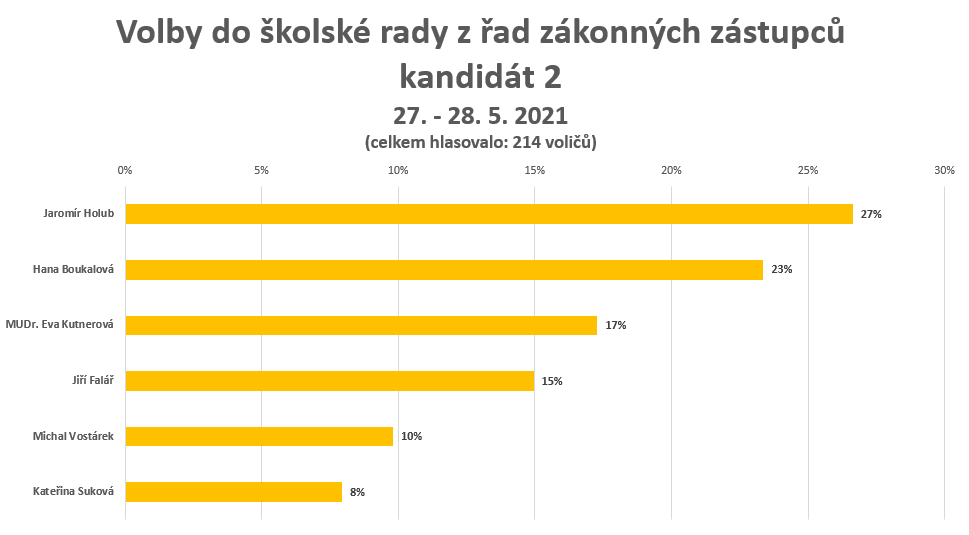 Volby do školské rady z řad zákonných zástupců
kandidát 2
27. - 28. 5. 2021
(celkem hlasovalo: 214 voličů)
0% 5% 10% 15% 20% 25% 30%
Jaromír Holub 27%
Hana Boukalová 23%
MUDr. Eva Kutnerová 17%
Jiří Falář 15%
Michal Vostárek 10%
Kateřina Suková 8%